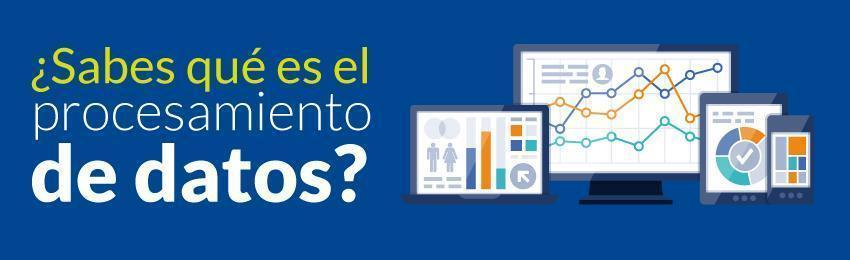 ¿Sabes qué es el
procesamiento
de datos?